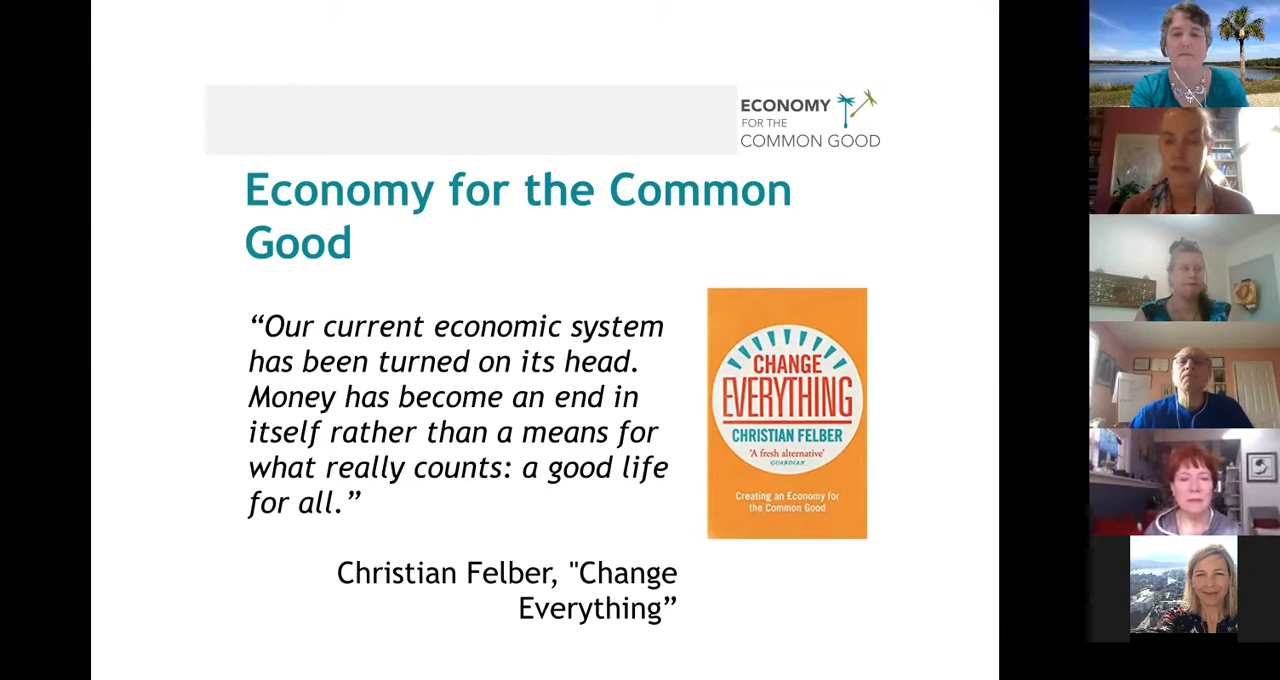 ECONOMY
FOR THE
COMMON GOOD
Economy for the Common
Good
“Our current economic system
has been turned on its head.
Money has become an end in
itself rather than a means for
what really counts: a good life
for all.”
Christian Felber, "Change
Everything”
CHANGE
EVERYTHING
CHRISTIAN FELBER
'A fresh alternative'
GUARDIAN
Creating an Economy for
the Common Good